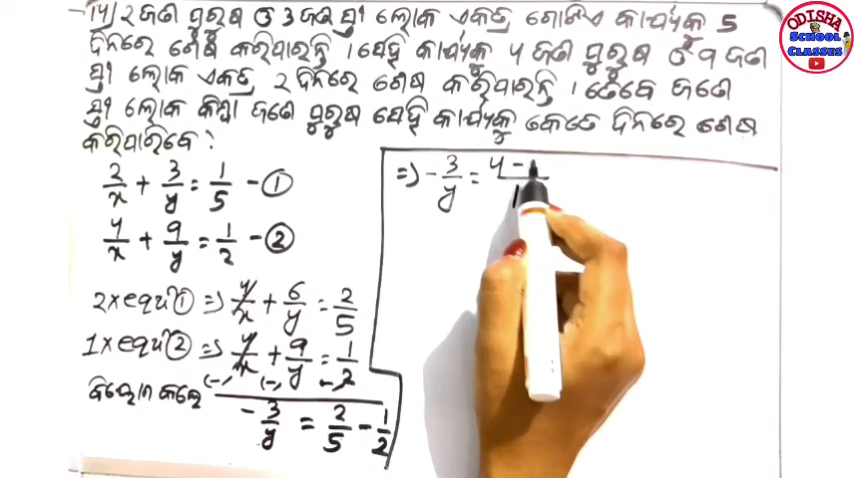 14) 2 ଜଣ ପୁରୁଷ ଓ 3 ଜଣ ସ୍ତ୍ରୀ ଲୋକ ଏକତ୍ର ଗୋଟିଏ କାର୍ଯ୍ୟକୁ 5
ଦିନରେ ଶେଷ କରିପାରନ୍ତି । ସେହି କାର୍ଯ୍ୟକୁ 4 ଜଣ ପୁରୁଷ ଓ 9 ଜଣ
ସ୍ତ୍ରୀ ଲୋକ ଏକତ୍ର 2 ଦିନରେ ଶେଷ କରିପାରନ୍ତି । ତେବେ ଜଣେ
ସ୍ତ୍ରୀ ଲୋକ କିମ୍ବା ଜଣେ ପୁରୁଷ ସେହି କାର୍ଯ୍ୟକୁ କେତେ ଦିନରେ ଶେଷ
କରିପାରିବେ ?
2/x + 3/y = 1/5 - ①
4/x + 9/y = 1/2 - ②
2×equⁿ① => 4/x + 6/y = 2/5
1×equⁿ② => 4/x + 9/y = 1/2
(-) (-) (-)
ବିୟୋଗ କଲେ
- 3/y = 2/5 - 1/2
=> - 3/y = 4 -
ODISHA
School
CLASSES